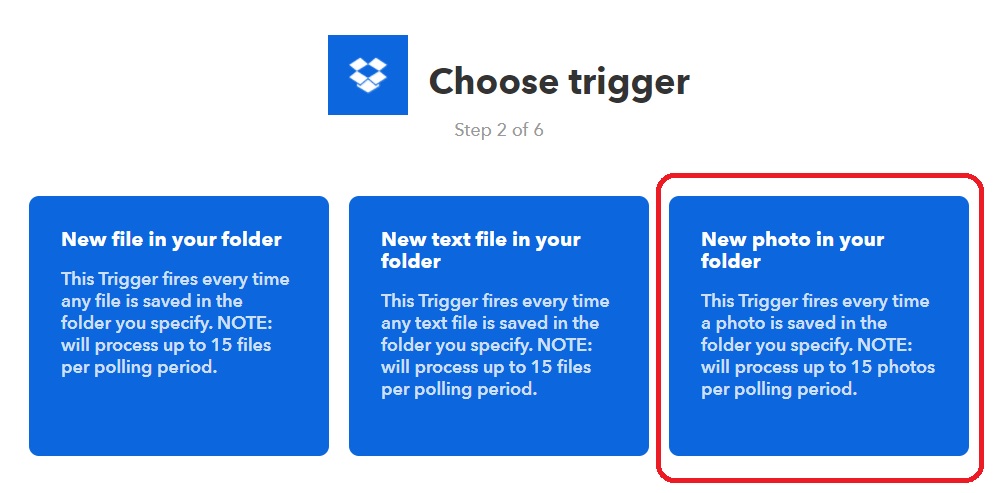 Choose trigger
Step 2 of 6
New file in your folder
This Trigger fires every time
any file is saved in the
folder you specify. NOTE:
will process up to 15 files
per polling period.
New text file in your
folder
This Trigger fires every time
any text file is saved in the
folder you specify. NOTE:
will process up to 15 files
per polling period.
New photo in your
folder
This Trigger fires every time
a photo is saved in the
folder you specify. NOTE:
will process up to 15 photos
per polling period.